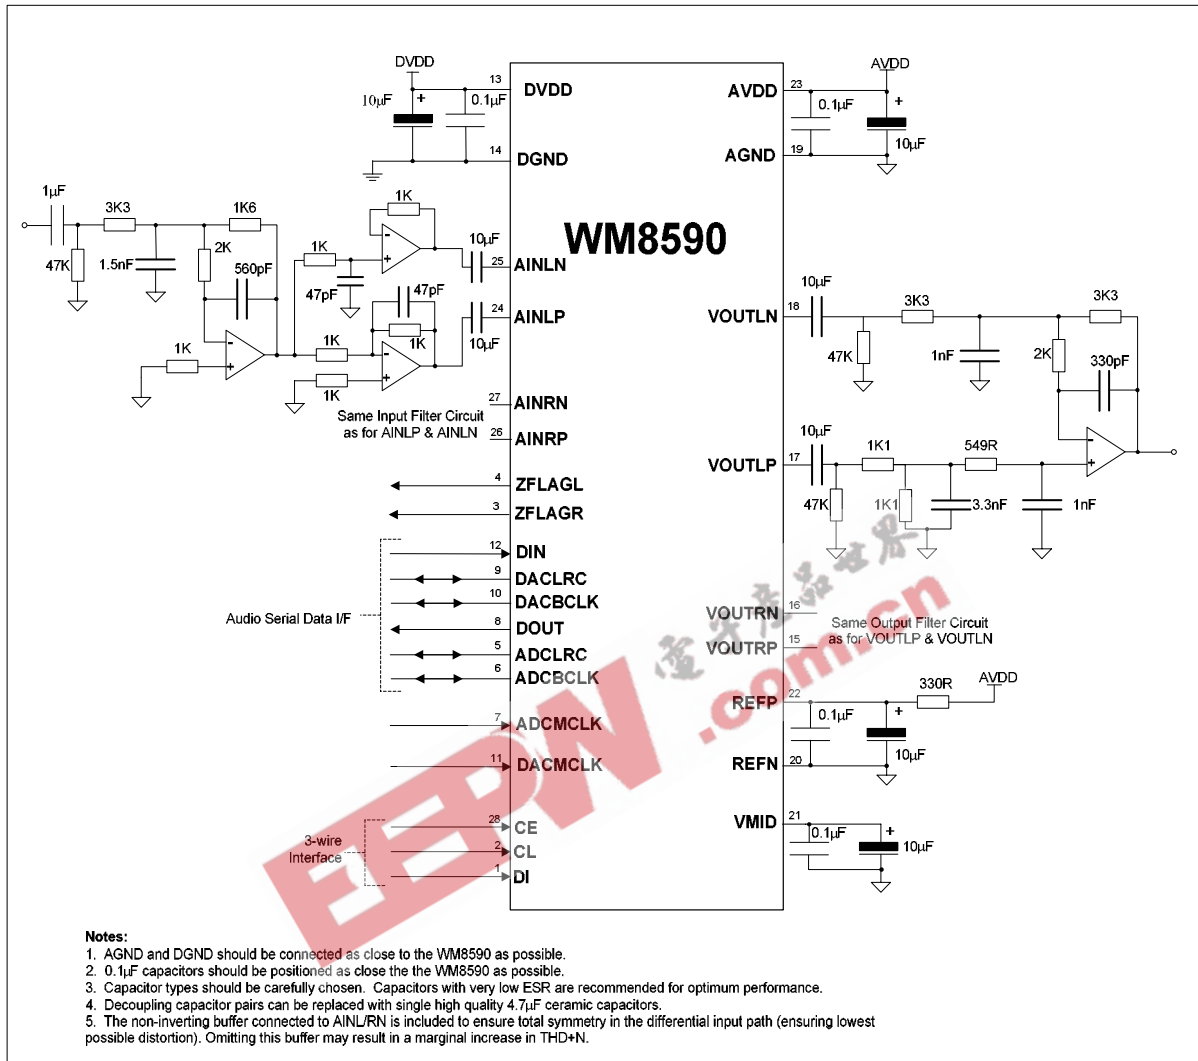 DVDD
13
DVDD
10µF
+
0.1µF
14
DGND
AVDD
23
AVDD
0.1µF
+
10µF
AGND
19
WM8590
1µF
3K3
1K6
47K
1.5nF
2K
560pF
1K
1K
1K
47pF
10µF
25
AINLN
47pF
24
AINLP
1K
1K
10µF
1K
27
AINRN
Same Input Filter Circuit
as for AINLP & AINLN
26
AINRP
4
ZFLAGL
3
ZFLAGR
12
DIN
9
DACLRC
10
DACBCLK
Audio Serial Data I/F
8
DOUT
5
ADCLRC
6
ADCBCLK
7
ADCMCLK
11
DACMCLK
3-wire
Interface
28
CE
2
CL
1
DI
VOUTLN
18
10µF
3K3
3K3
47K
1nF
2K
330pF
VOUTLP
17
10µF
1K1
549R
47K
1K1
3.3nF
1nF
VOUTRN
16
VOUTRP
15
Same Output Filter Circuit
as for VOUTLP & VOUTLN
REFP
22
330R
AVDD
0.1µF
+
10µF
REFN
20
VMID
21
0.1µF
+
10µF
EEPW
.com.cn
電子產品世界
Notes:
1. AGND and DGND should be connected as close to the WM8590 as possible.
2. 0.1µF capacitors should be positioned as close the the WM8590 as possible.
3. Capacitor types should be carefully chosen. Capacitors with very low ESR are recommended for optimum performance.
4. Decoupling capacitor pairs can be replaced with single high quality 4.7µF ceramic capacitors.
5. The non-inverting buffer connected to AINL/RN is included to ensure total symmetry in the differential input path (ensuring lowest
possible distortion). Omitting this buffer may result in a marginal increase in THD+N.